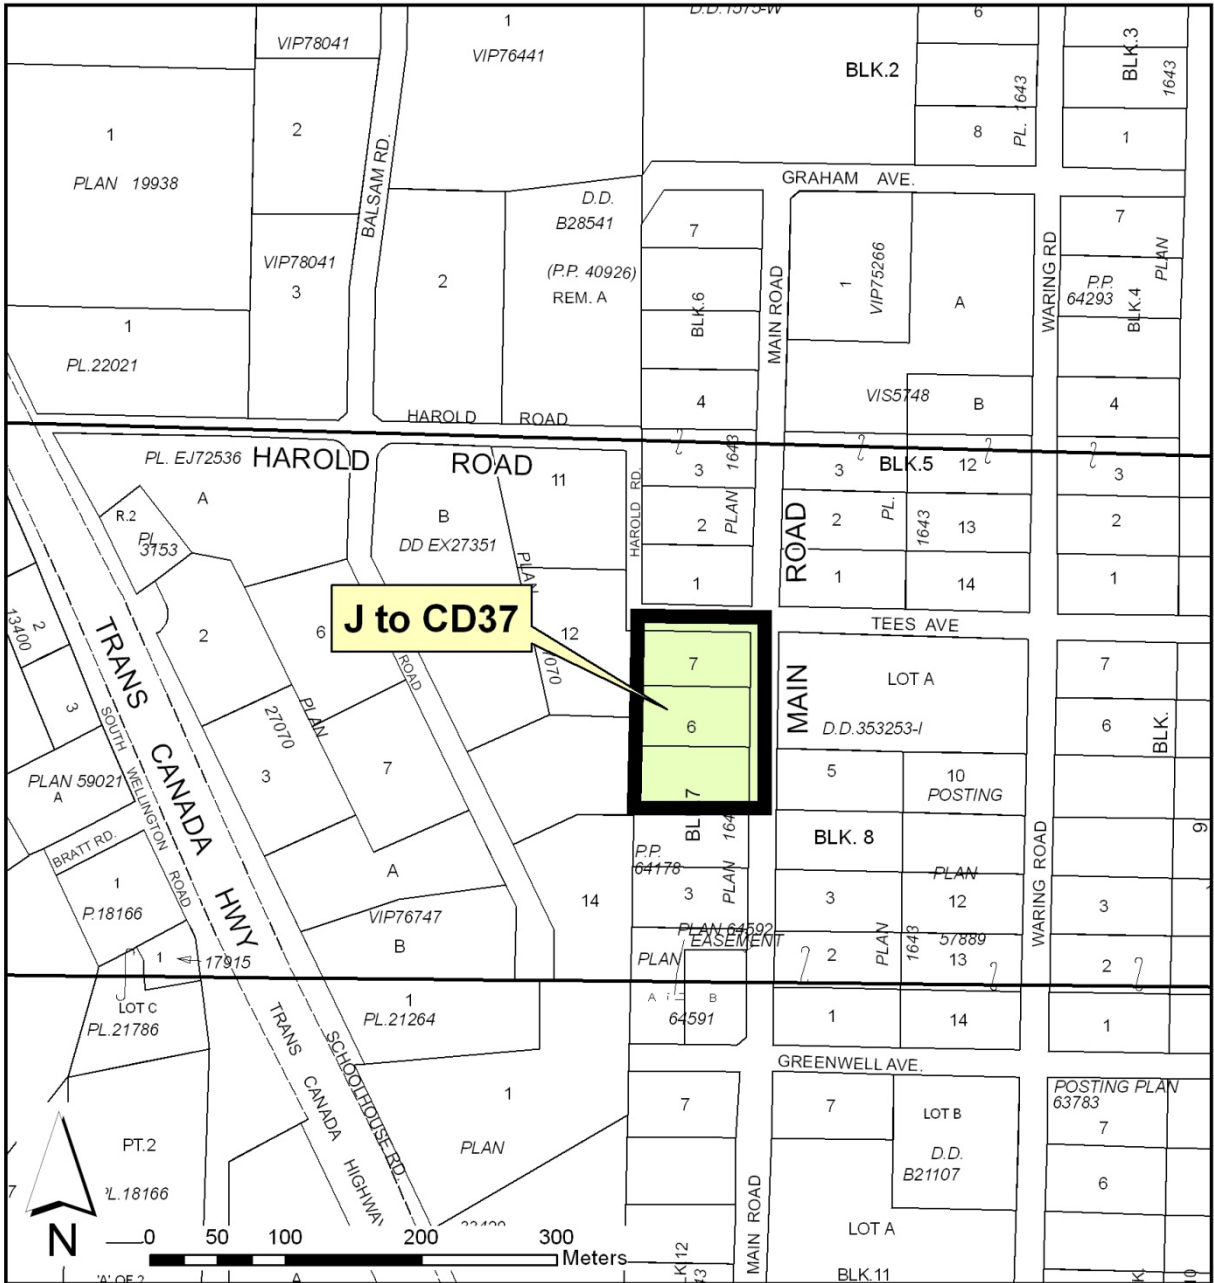 1
D.D.1575-W
6
VIP78041
VIP76441
BLK.3
1643
BLK.2
1643
1
2
PL.
8
1
PLAN 19938
BALSAM RD.
GRAHAM AVE.
D.D.
B28541
7
7
PLAN
VIP78041
3
2
(P.P. 40926)
REM. A
BLK.6
MAIN ROAD
1
VIP75266
A
WARING RD
P.P.
64293
BLK.4
1
PL.22021
4
VIS5748
B
4
HAROLD ROAD
HAROLD ROAD
PL. EJ72536
A
11
3
1643
3
BLK.5
12
3
R.2
PL.
3153
B
DD EX27351
HAROLD RD.
2
PLAN
ROAD
2
PL.
1643
13
2
PLAN
1
1
14
1
13400
2
2
6
J to CD37
12
TEES AVE
ROAD
7
MAIN
LOT A
7
3
TRANS CANADA HWY
SOUTH WELLINGTON ROAD
27070
PLAN
6
D.D.353253-I
6
BLK.
PLAN 59021
A
3
7
7
5
10
POSTING
BRATT RD.
BLK. 8
WARING ROAD
9
1
P.18166
A
P.P.
64178
PLAN
14
3
PLAN
3
PLAN
12
3
VIP76747
B
PLAN 64592
EASEMENT
PLAN
1643
57889
1
17915
PLAN
2
13
2
LOT C
PL.21786
1
PL.21264
A
B
64591
1
14
1
TRANS CANADA HIGHWAY
SCHOOLHOUSE RD.
GREENWELL AVE.
1
7
7
LOT B
POSTING PLAN
63783
7
PT.2
PLAN
D.D.
B21107
6
MAIN ROAD
LOT A
N
0 50 100 200 300
Meters
A
BLK.11